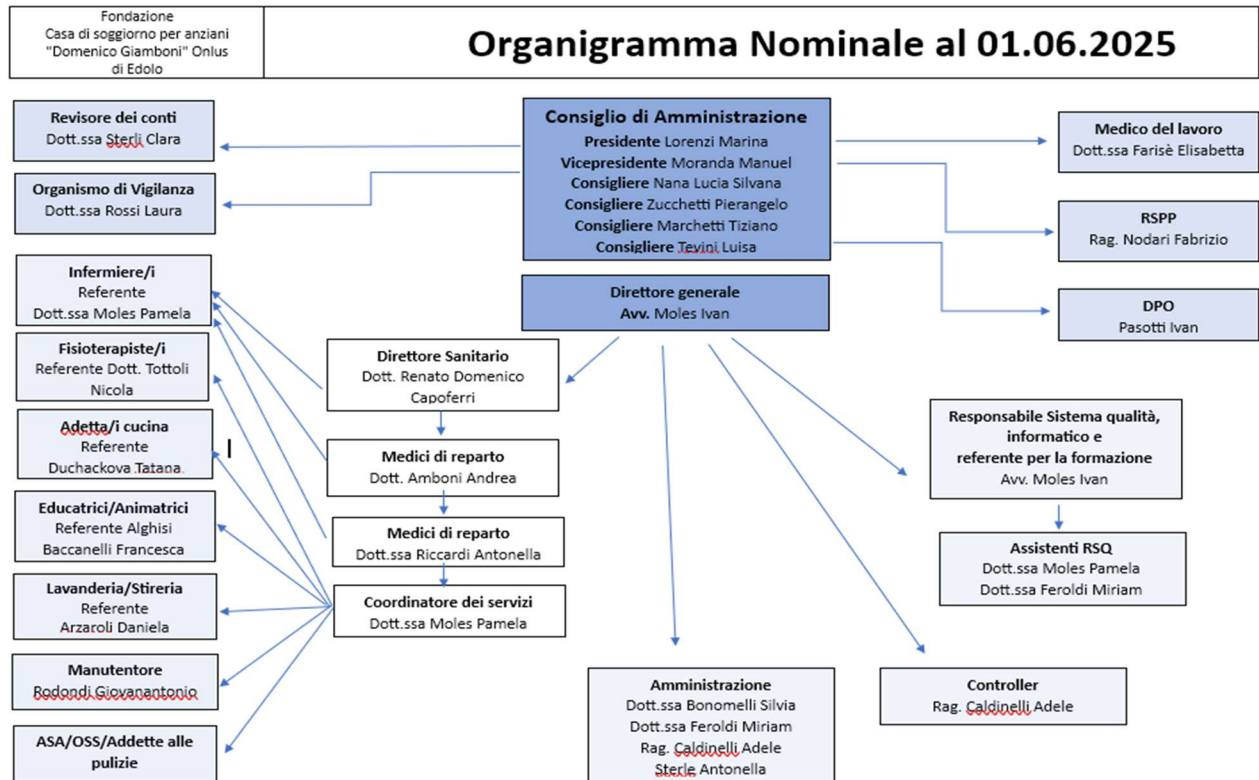 Fondazione
Casa di soggiorno per anziani
"Domenico Giamboni" Onlus
di Edolo
Organigramma Nominale al 01.06.2025
Revisore dei conti
Dott.ssa Sterli Clara
Organismo di Vigilanza
Dott.ssa Rossi Laura
Consiglio di Amministrazione
Presidente Lorenzi Marina
Vicepresidente Moranda Manuel
Consigliere Nana Lucia Silvana
Consigliere Zucchetti Pierangelo
Consigliere Marchetti Tiziano
Consigliere Tevini Luisa
Direttore generale
Avv. Moles Ivan
Medico del lavoro
Dott.ssa Farisè Elisabetta
RSPP
Rag. Nodari Fabrizio
DPO
Pasotti Ivan
Infermiere/i
Referente
Dott.ssa Moles Pamela
Fisioterapiste/i
Referente Dott. Tottoli
Nicola
Adetta/i cucina
Referente
Duchackova Tatana
Educatrici/Animatrici
Referente Alghisi
Baccanelli Francesca
Lavanderia/Stireria
Referente
Arzaroli Daniela
Manutentore
Rodondi Giovanantonio
ASA/OSS/Addette alle
pulizie
Direttore Sanitario
Dott. Renato Domenico
Capoferri
Medici di reparto
Dott. Amboni Andrea
Medici di reparto
Dott.ssa Riccardi Antonella
Coordinatore dei servizi
Dott.ssa Moles Pamela
Responsabile Sistema qualità,
informatico e
referente per la formazione
Avv. Moles Ivan
Assistenti RSQ
Dott.ssa Moles Pamela
Dott.ssa Feroldi Miriam
Amministrazione
Dott.ssa Bonomelli Silvia
Dott.ssa Feroldi Miriam
Rag. Caldinelli Adele
Sterle Antonella
Controller
Rag. Caldinelli Adele